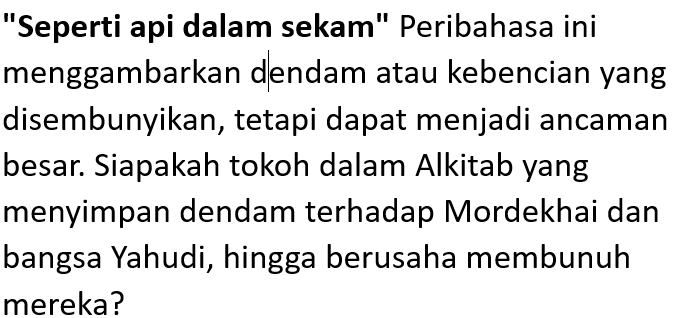 "Seperti api dalam sekam" Peribahasa ini
menggambarkan dendam atau kebencian yang
disembunyikan, tetapi dapat menjadi ancaman
besar. Siapakah tokoh dalam Alkitab yang
menyimpan dendam terhadap Mordekhai dan
bangsa Yahudi, hingga berusaha membunuh
mereka?